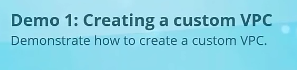 Demo 1: Creating a custom VPC
Demonstrate how to create a custom VPC.